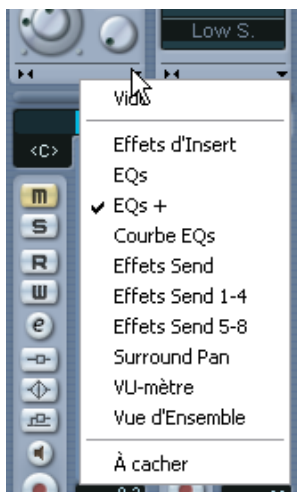 Low S.
Vide
Effets d'Insert
<C>
EQs
EQs +
m
Courbe EQs
S
Effets Send
R
Effets Send 1-4
W
Effets Send 5-8
e
Surround Pan
VU-mètre
Vue d'Ensemble
À cacher